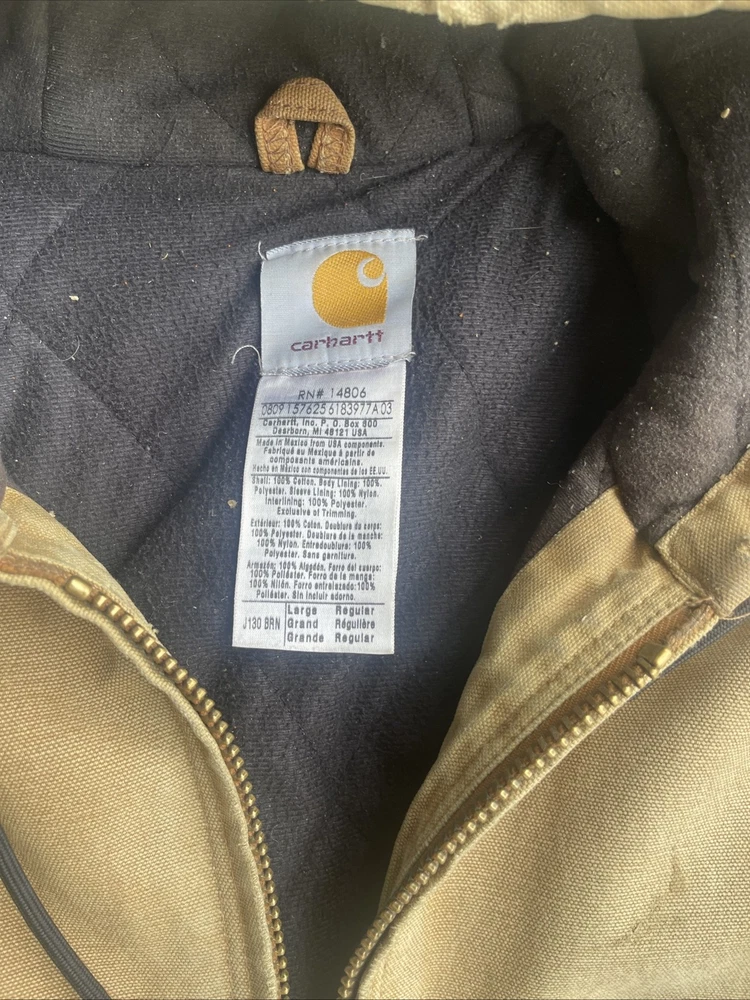 carhartt
RN# 14806
0809 157625 6183977A 03
Carhartt, Inc. P. O. Box 600
Dearborn, MI 48121 USA
Made in Mexico from USA components.
Fabriqué au Mexique à partir de
composants américains.
Hecho en México con componentes de los EE.UU.
Shell: 100% Cotton. Body Lining: 100%
Polyester. Sleeve Lining: 100% Nylon.
Interlining: 100% Polyester.
Exclusive of Trimming.
Extérieur: 100% Coton. Doublure du corps:
100% Polyester. Doublure de la manche:
100% Nylon. Entredoublure: 100%
Polyester. Sans garniture.
Armazón: 100% Algodón. Forro del cuerpo:
100% Poliéster. Forro de la manga:
100% Nilón. Forro entrelazado:100%
Poliéster. Sin incluir adorno.
J130 BRN
Large Regular
Grand Régulière
Grande Regular